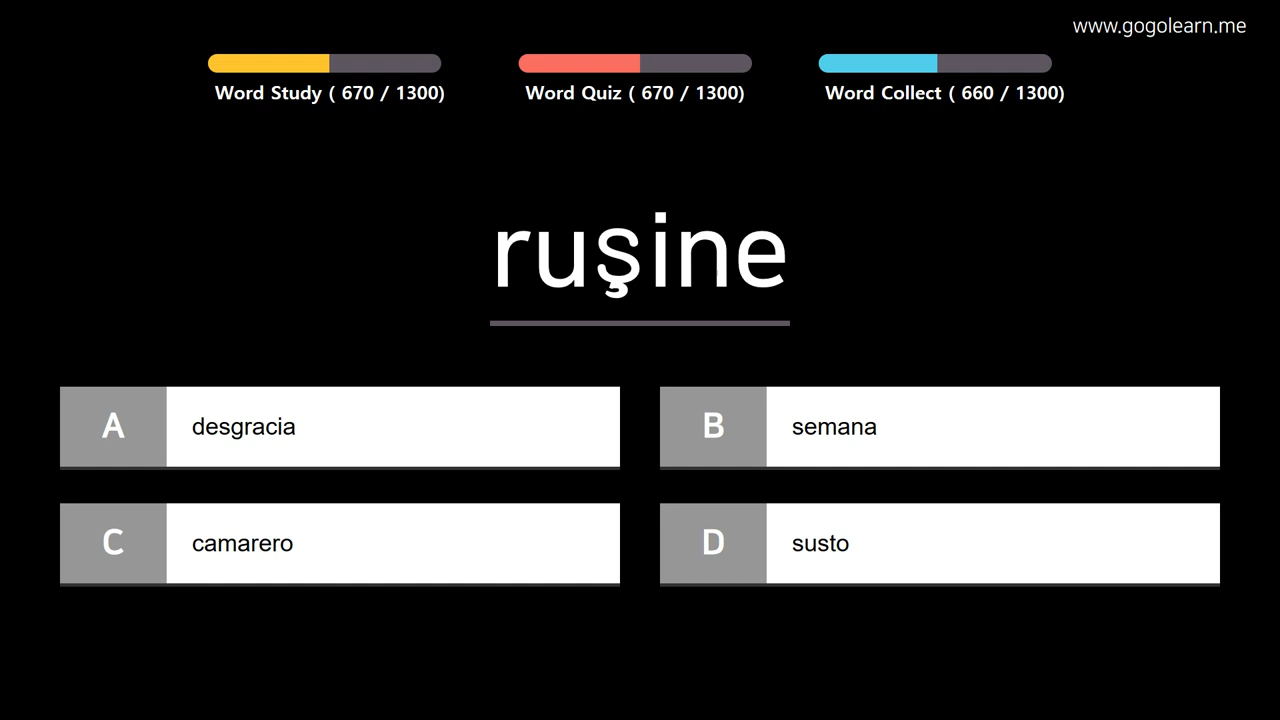 www.gogolearn.me
Word Study ( 670 / 1300)
Word Quiz ( 670 / 1300)
Word Collect ( 660 / 1300)
ruşine
A desgracia
B semana
C camarero
D susto